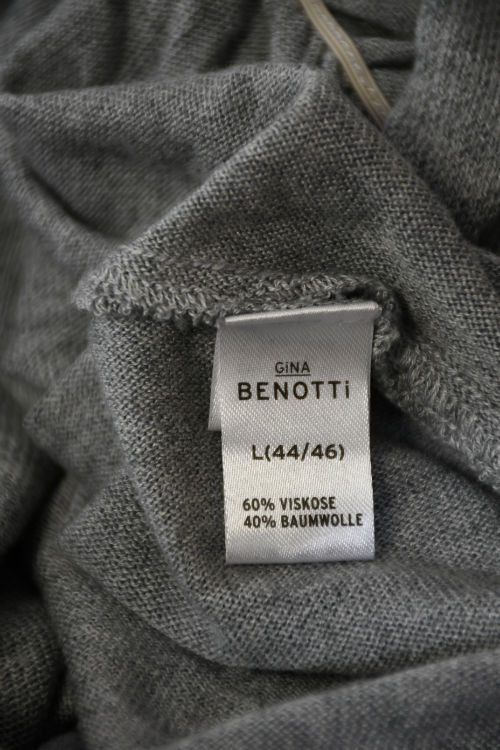 GiNA
BENOTTi
L(44/46)
60% VISKOSE
40% BAUMWOLLE